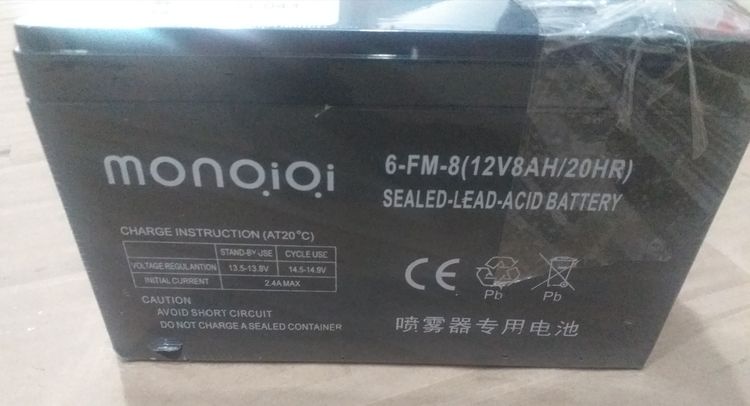 monqiqi
6-FM-8(12V8AH/20HR)
SEALED-LEAD-ACID BATTERY
CHARGE INSTRUCTION (AT20°C)
STAND-BY USE CYCLE USE
VOLTAGE REGULANTION 13.5-13.8V 14.5-14.9V
INITIAL CURRENT 2.4A MAX
CAUTION
AVOID SHORT CIRCUIT
DO NOT CHARGE A SEALED CONTAINER
CE
Pb Pb
喷雾器专用电池